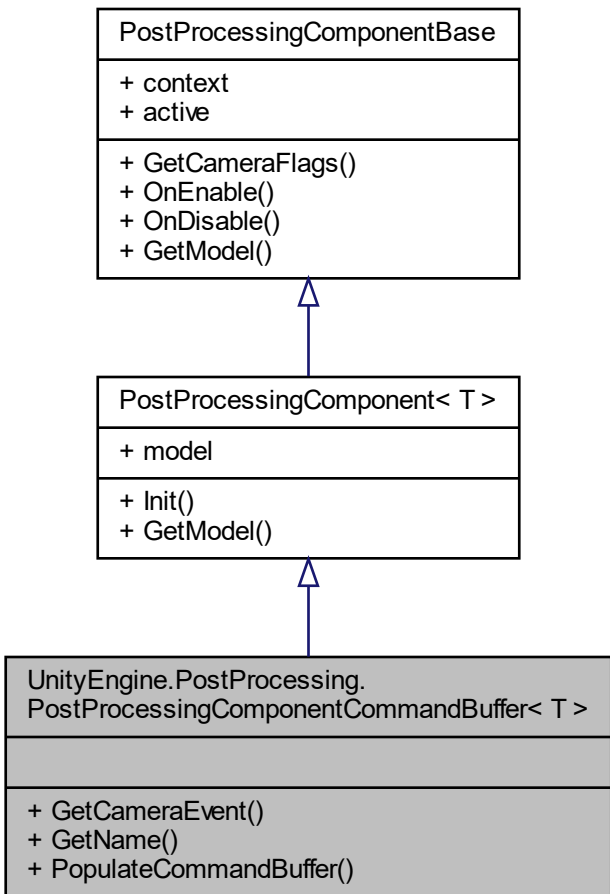 PostProcessingComponentBase
+ context
+ active
+ GetCameraFlags()
+ OnEnable()
+ OnDisable()
+ GetModel()
PostProcessingComponent< T >
+ model
+ Init()
+ GetModel()
UnityEngine.PostProcessing.
PostProcessingComponentCommandBuffer< T >
+ GetCameraEvent()
+ GetName()
+ PopulateCommandBuffer()